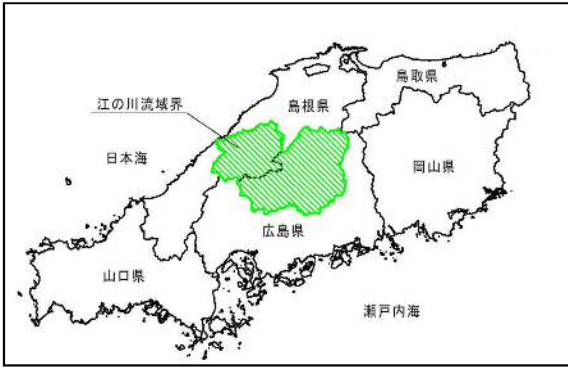 鳥取県
江の川流域界
島根県
日本海
岡山県
広島県
山口県
瀬戸内海